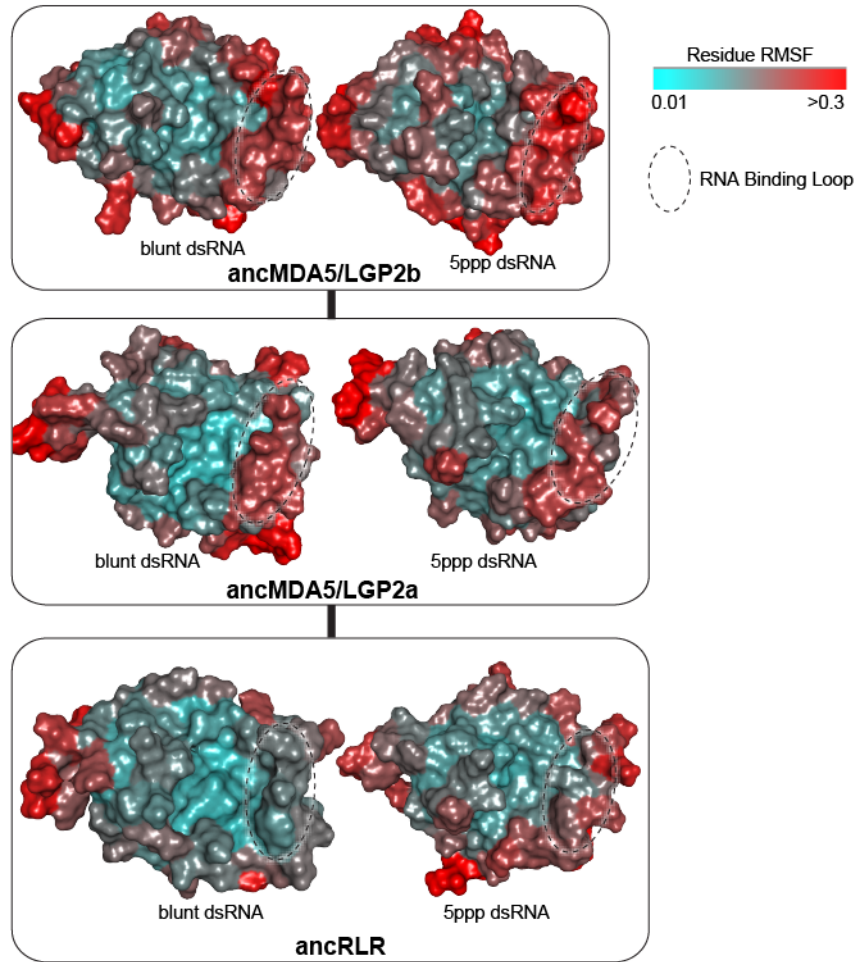 Residue RMSF
0.01 >0.3
RNA Binding Loop
blunt dsRNA 5ppp dsRNA
ancMDA5/LGP2b
blunt dsRNA 5ppp dsRNA
ancMDA5/LGP2a
blunt dsRNA 5ppp dsRNA
ancRLR